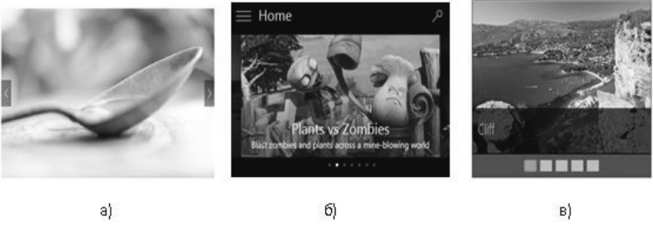 Home
Plants vs Zombies
Blast zombies and plants across a mine-blowing world
Cliff
а)
б)
в)